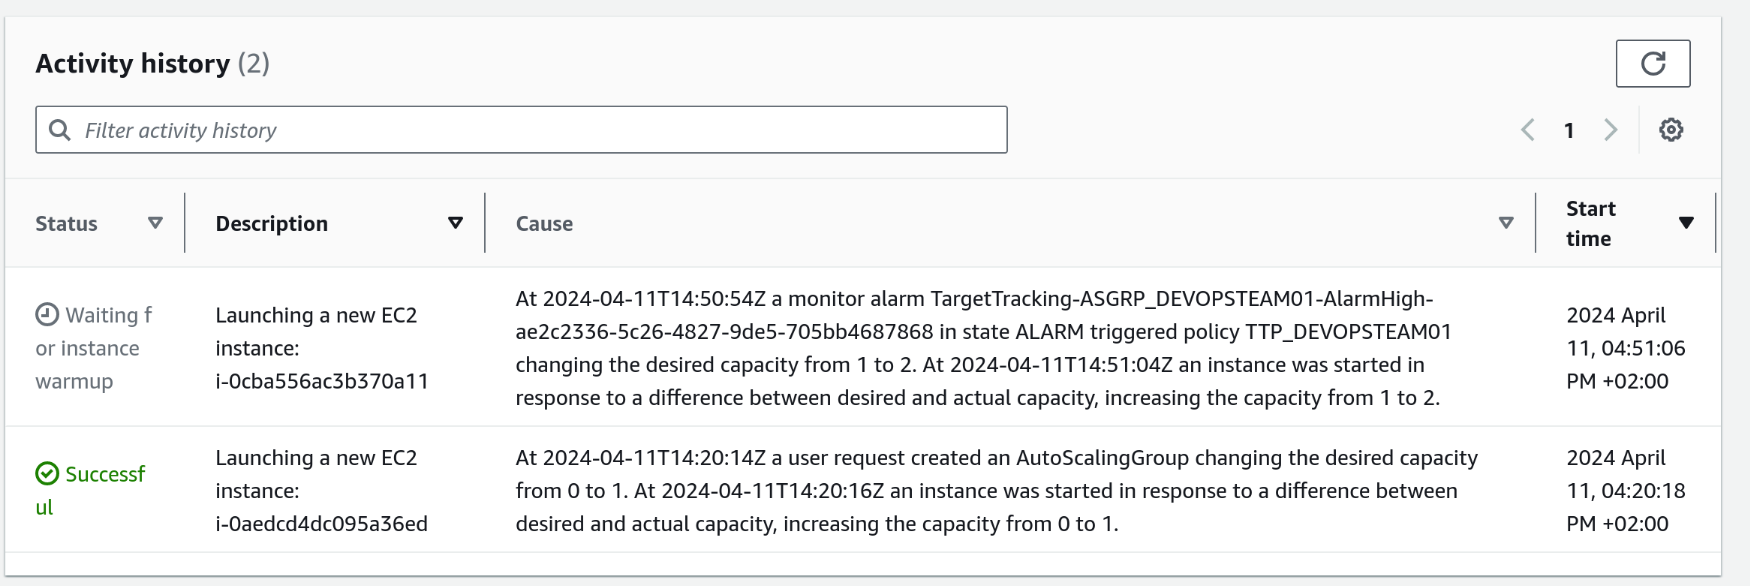 Activity history (2)
Filter activity history
1
Status
Description
Cause
Start
time
Waiting f
or instance
warmup
Launching a new EC2
instance:
i-0cba556ac3b370a11
At 2024-04-11T14:50:54Z a monitor alarm TargetTracking-ASGRP_DEVOPSTEAM01-AlarmHigh-
ae2c2336-5c26-4827-9de5-705bb4687868 in state ALARM triggered policy TTP_DEVOPSTEAM01
changing the desired capacity from 1 to 2. At 2024-04-11T14:51:04Z an instance was started in
response to a difference between desired and actual capacity, increasing the capacity from 1 to 2.
2024 April
11, 04:51:06
PM +02:00
Successf
ul
Launching a new EC2
instance:
i-0aedcd4dc095a36ed
At 2024-04-11T14:20:14Z a user request created an AutoScalingGroup changing the desired capacity
from 0 to 1. At 2024-04-11T14:20:16Z an instance was started in response to a difference between
desired and actual capacity, increasing the capacity from 0 to 1.
2024 April
11, 04:20:18
PM +02:00